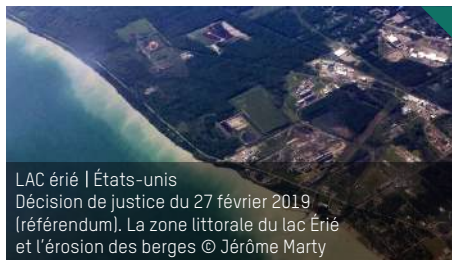 LAC érié | États-unis
Décision de justice du 27 février 2019
(référendum). La zone littorale du lac Érié
et l'érosion des berges © Jérôme Marty